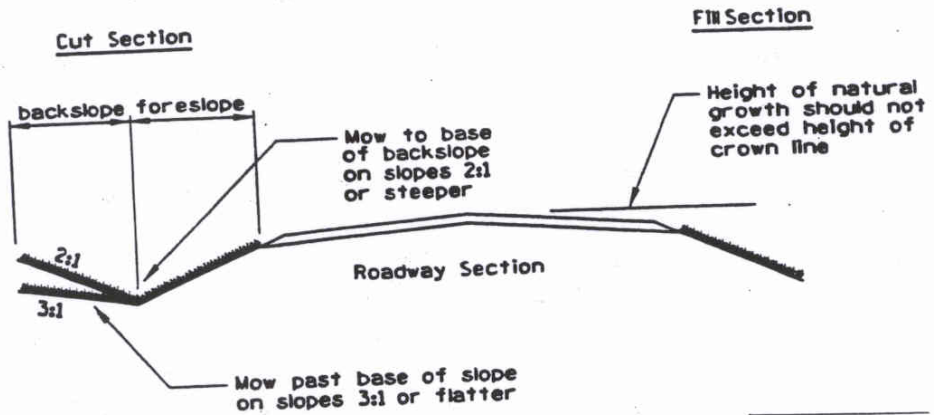 Cut Section
Fill Section
backslope foreslope
Height of natural
growth should not
exceed height of
crown line
Mow to base
of backslope
on slopes 2:1
or steeper
2:1
Roadway Section
3:1
Mow past base of slope
on slopes 3:1 or flatter